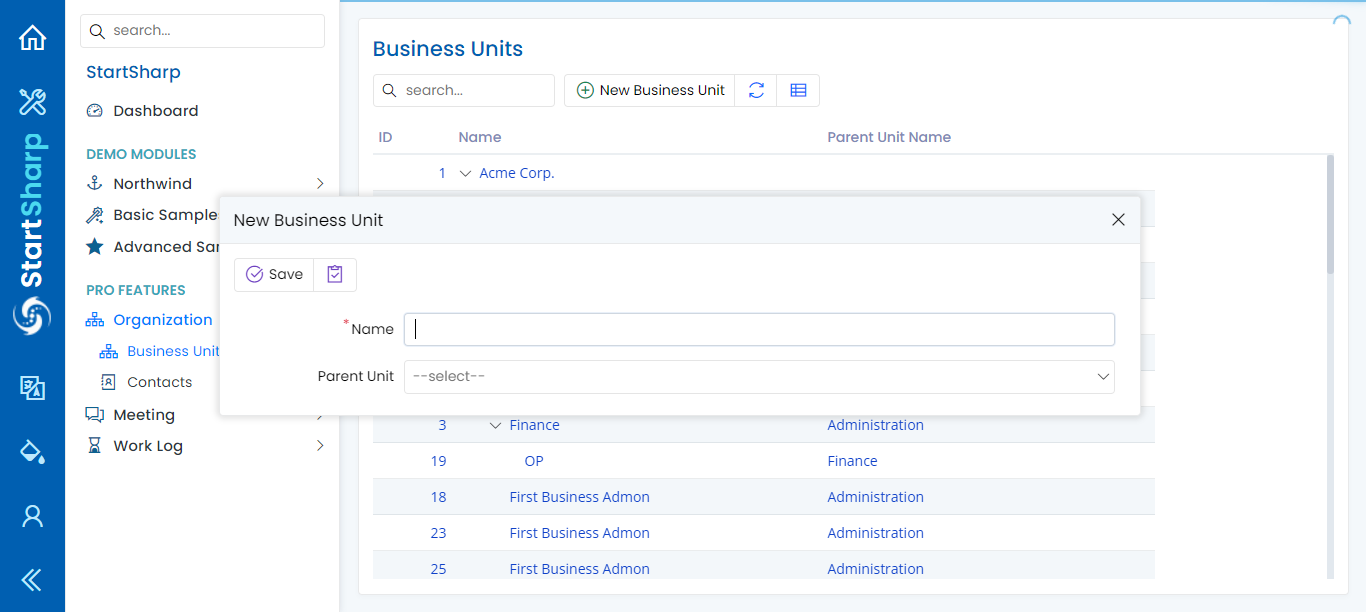 StartSharp
search...
StartSharp
Dashboard
DEMO MODULES
Northwind
Basic Sample
Advanced Sa
PRO FEATURES
Organization
Business Unit
Contacts
Meeting
Work Log
Business Units
search...
New Business Unit
ID Name Parent Unit Name
1 Acme Corp.
New Business Unit
Save
*Name
Parent Unit --select--
3 Finance Administration
19 OP Finance
18 First Business Admon Administration
23 First Business Admon Administration
25 First Business Admon Administration